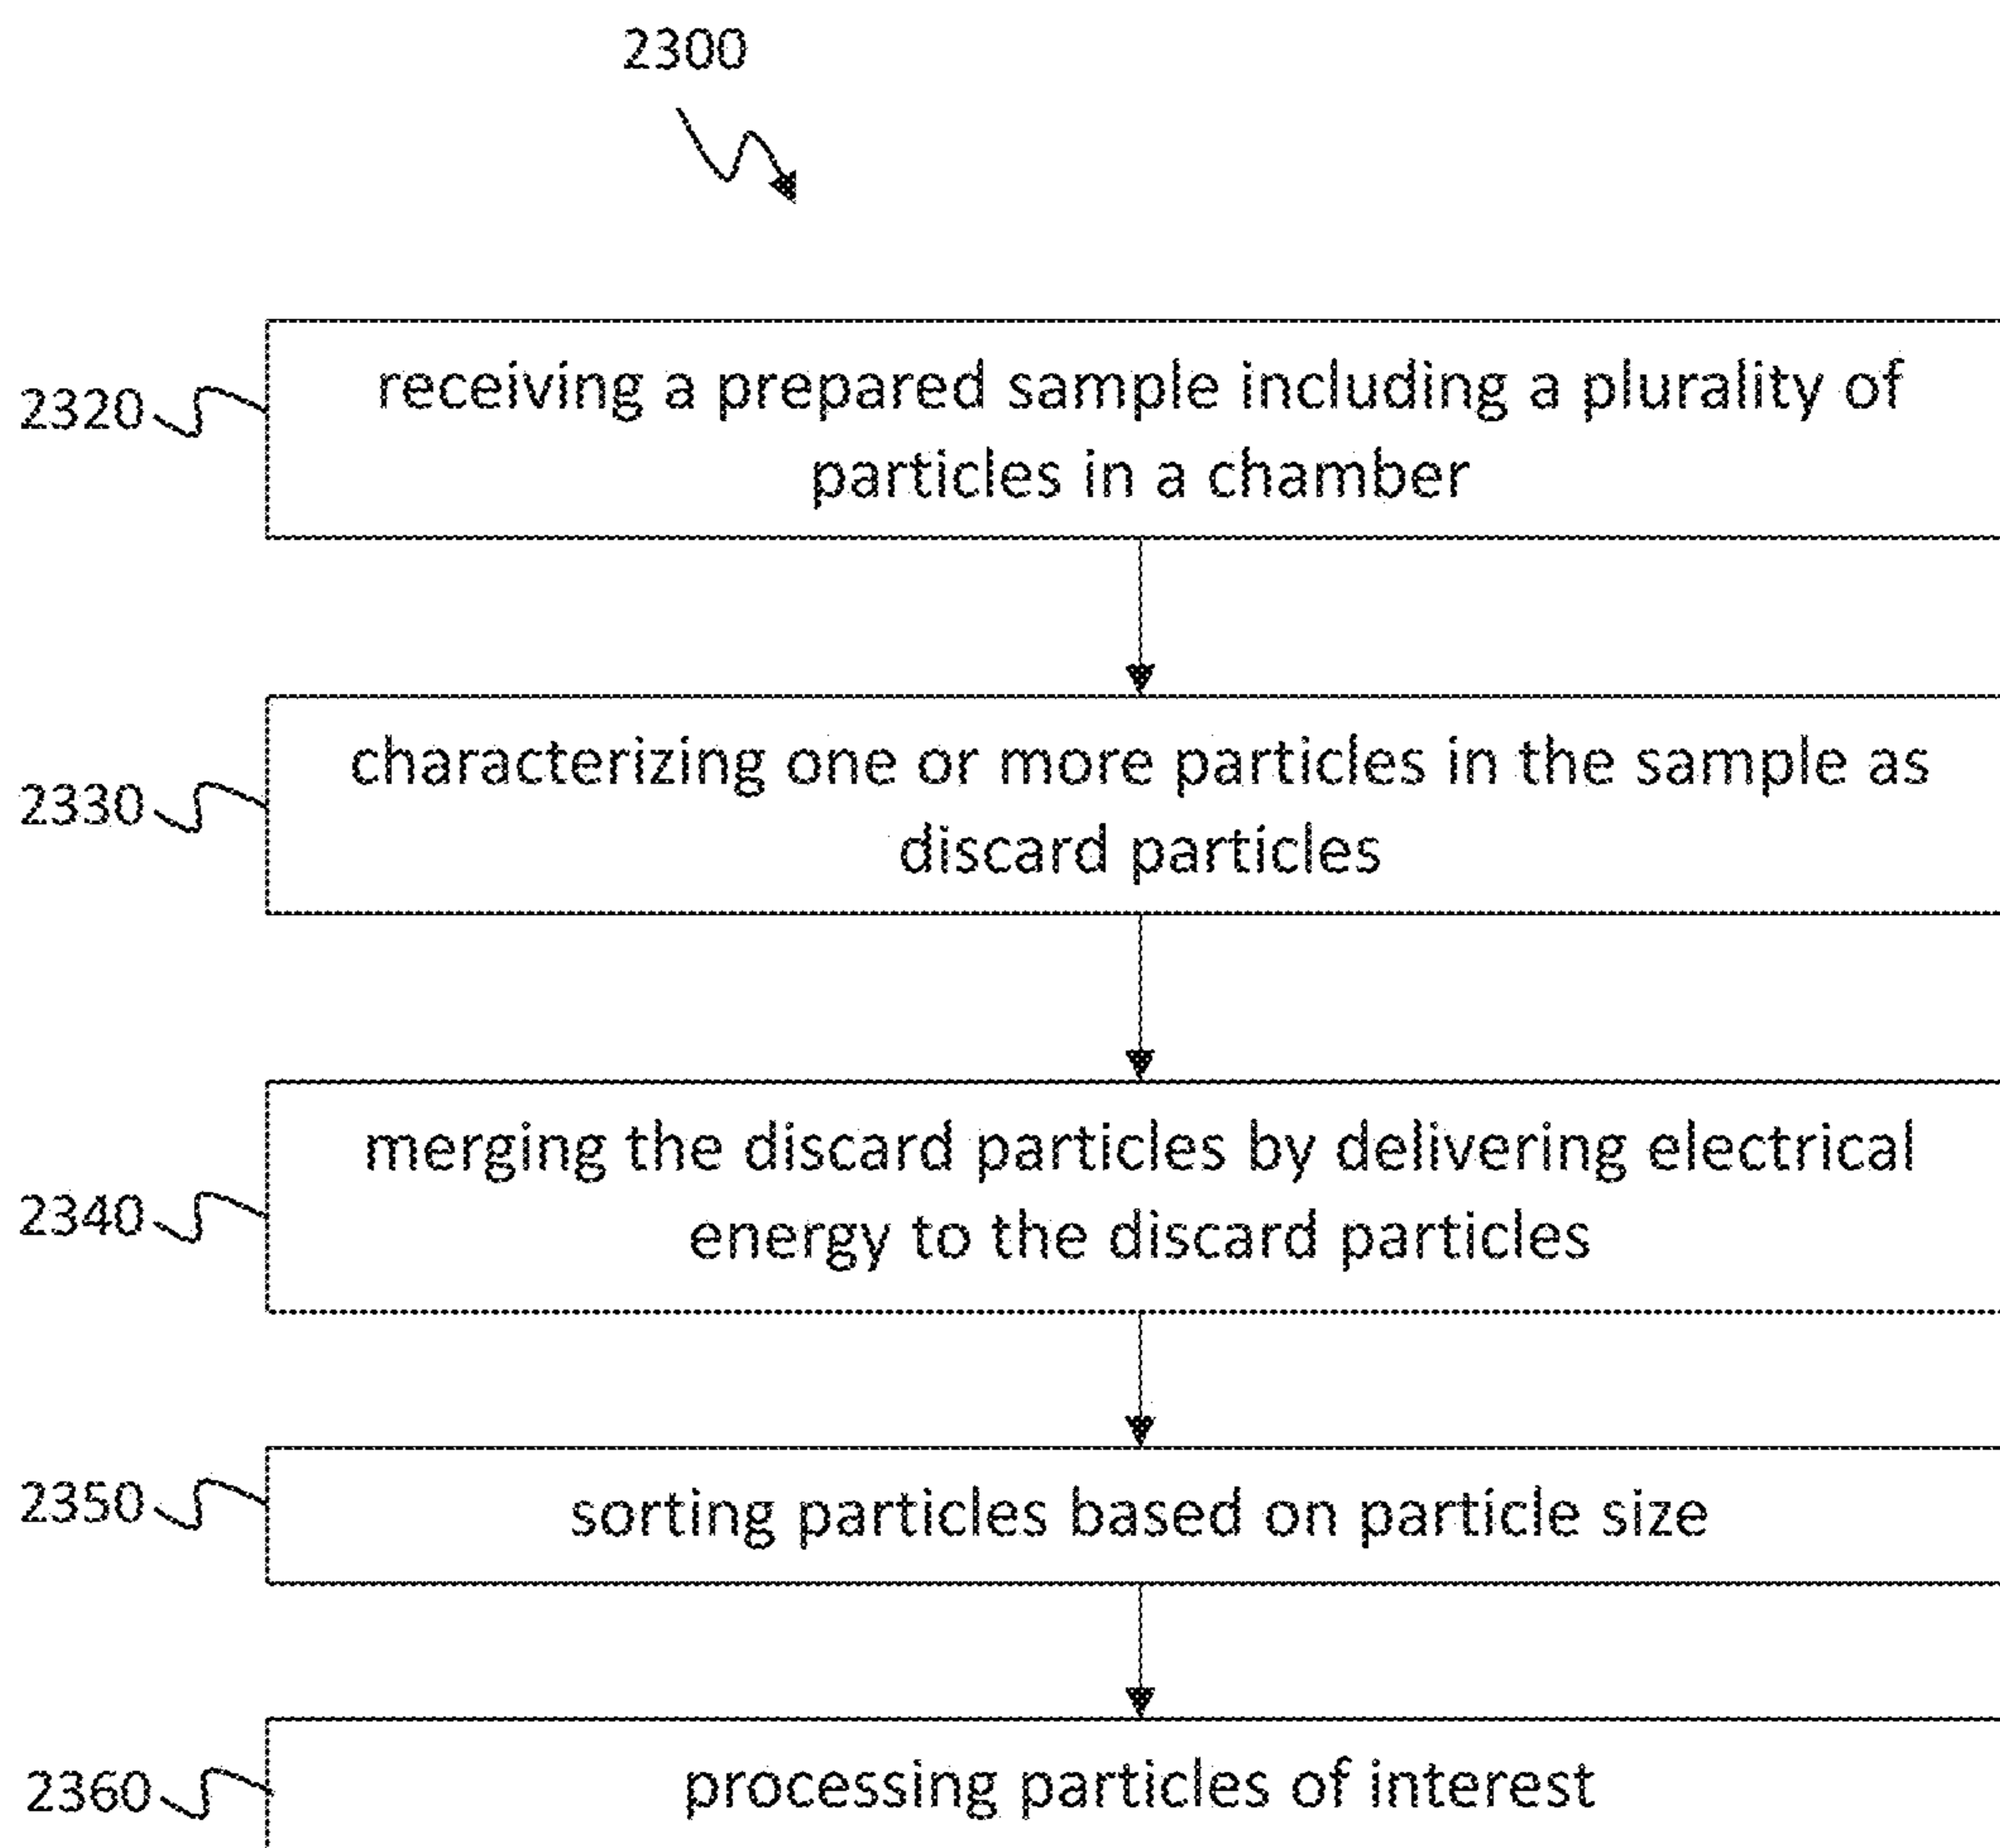 2300
2320
receiving a prepared sample including a plurality of
particles in a chamber
2330
characterizing one or more particles in the sample as
discard particles
2340
merging the discard particles by delivering electrical
energy to the discard particles
2350
sorting particles based on particle size
2360
processing particles of interest